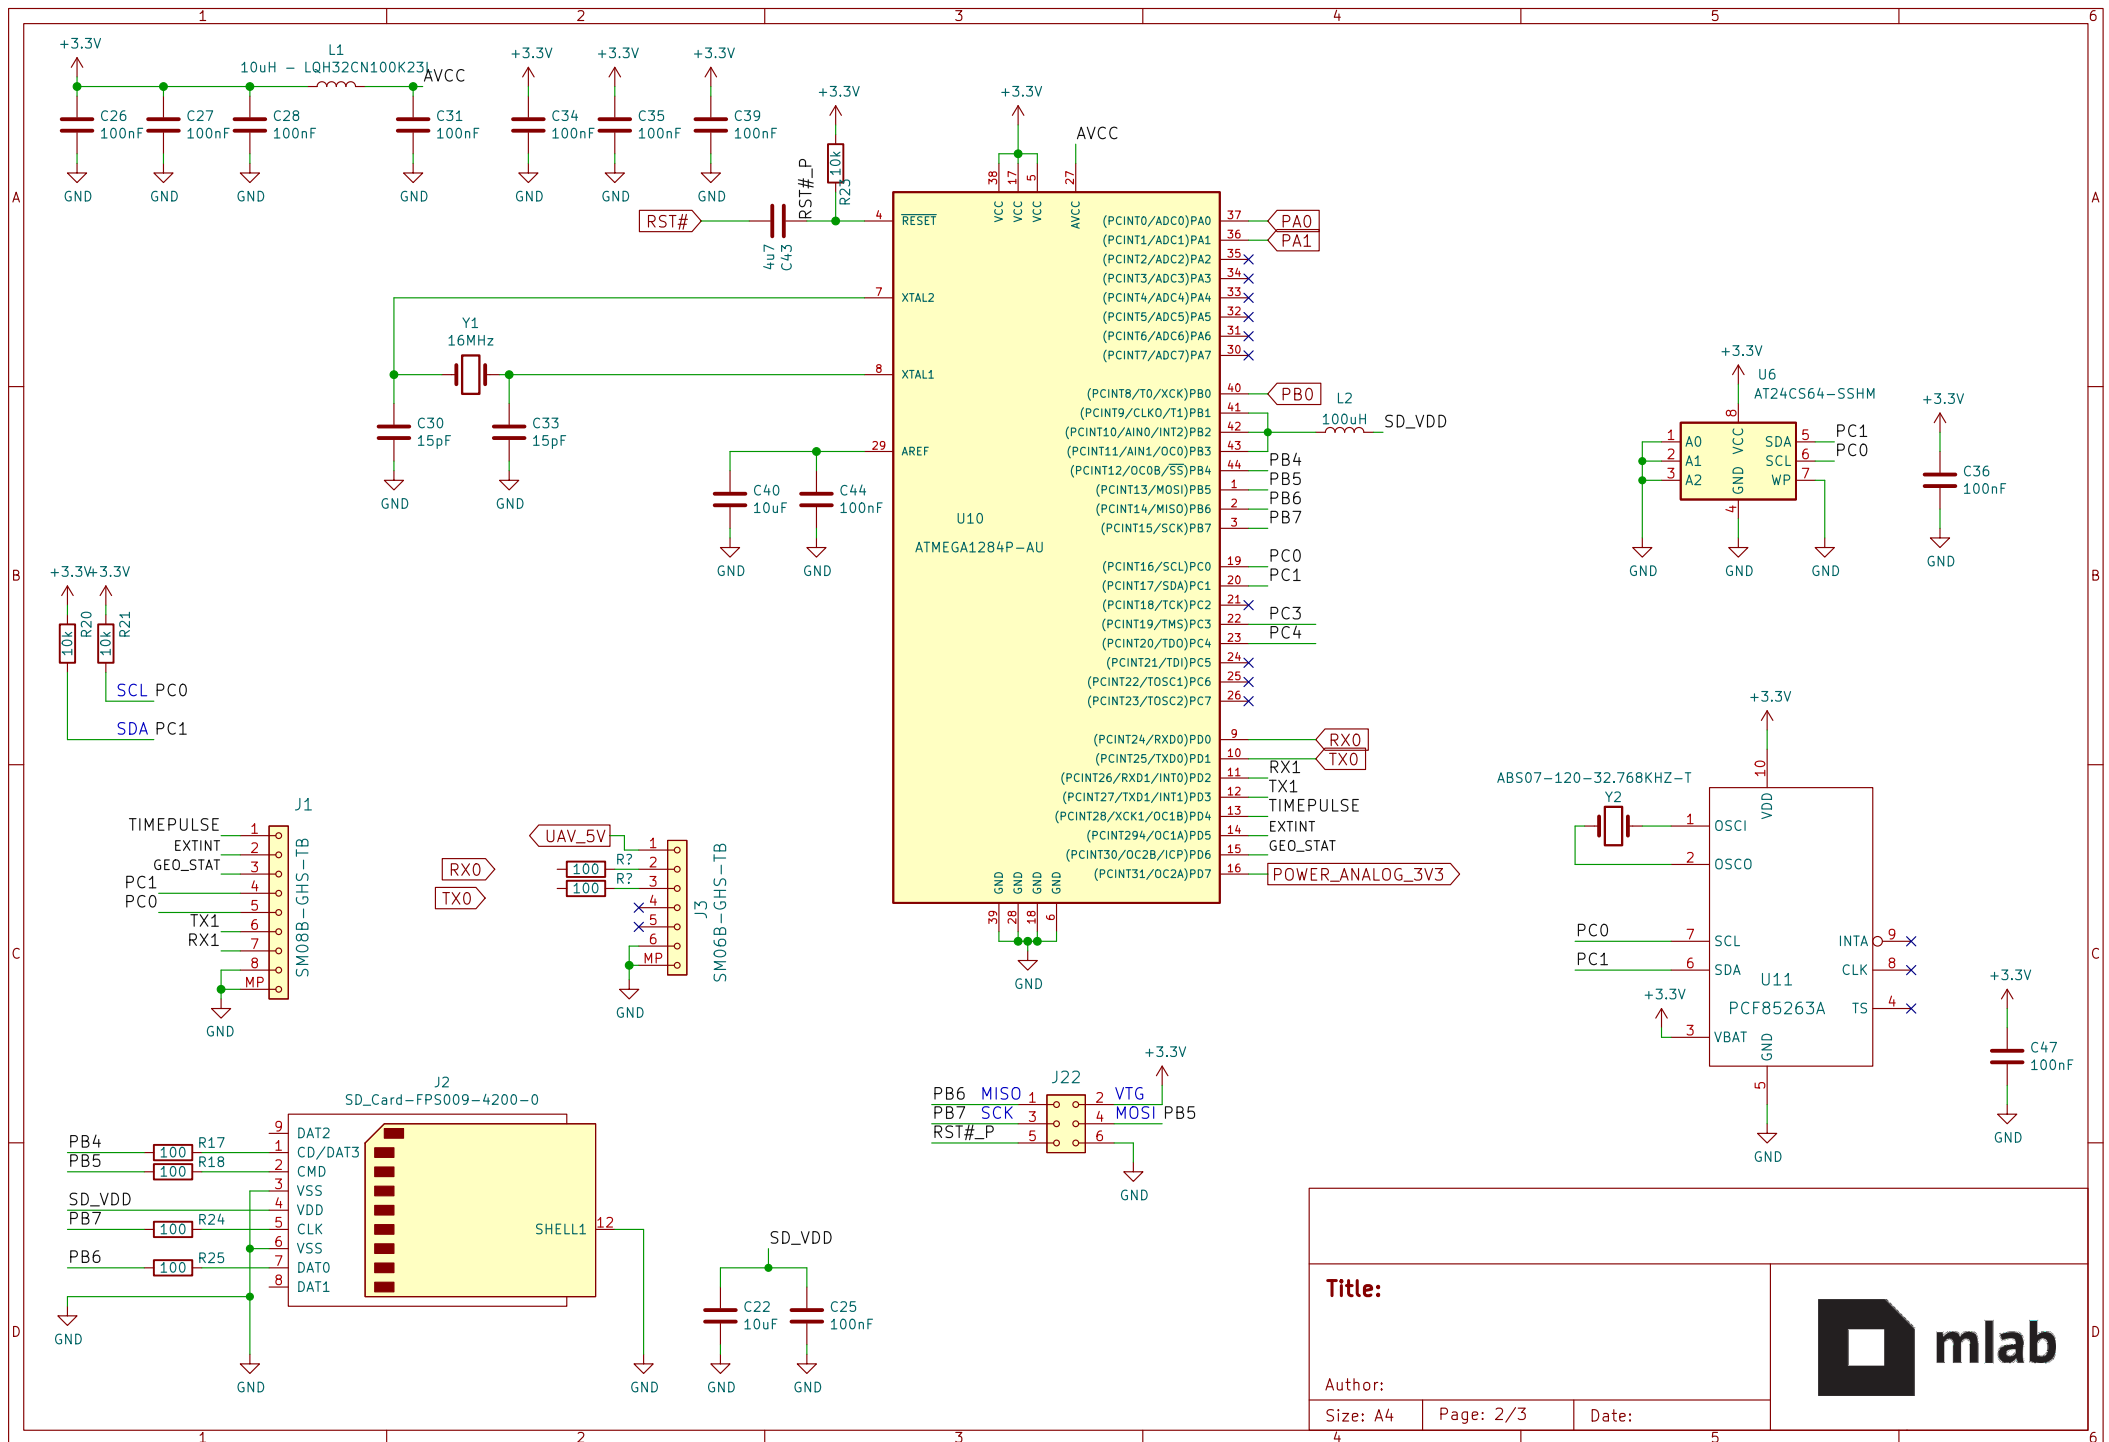 1 2 3 4 5 6
A
B
C
D
A
B
C
D
1 2 3 4 5 6
+3.3V
L1
10uH - LQH32CN100K23L
AVCC
C26
100nF
C27
100nF
C28
100nF
C31
100nF
GND
GND
GND
GND
+3.3V
+3.3V
+3.3V
C34
100nF
C35
100nF
C39
100nF
GND
GND
GND
+3.3V
10k
R23
RST#_P
RST#
4u7
C43
+3.3V
AVCC
38
17
5
27
VCC
VCC
VCC
AVCC
4 RESET
7 XTAL2
8 XTAL1
29 AREF
Y1
16MHz
C30
15pF
C33
15pF
GND
GND
C40
10uF
C44
100nF
GND
GND
U10
ATMEGA1284P-AU
(PCINT0/ADC0)PA0 37 PA0
(PCINT1/ADC1)PA1 36 PA1
(PCINT2/ADC2)PA2 35
(PCINT3/ADC3)PA3 34
(PCINT4/ADC4)PA4 33
(PCINT5/ADC5)PA5 32
(PCINT6/ADC6)PA6 31
(PCINT7/ADC7)PA7 30
(PCINT8/T0/XCK)PB0 40 PB0
(PCINT9/CLKO/T1)PB1 41
(PCINT10/AIN0/INT2)PB2 42
(PCINT11/AIN1/OC0)PB3 43
(PCINT12/OC0B/SS)PB4 44 PB4
(PCINT13/MOSI)PB5 1 PB5
(PCINT14/MISO)PB6 2 PB6
(PCINT15/SCK)PB7 3 PB7
L2
100uH
SD_VDD
(PCINT16/SCL)PC0 19 PC0
(PCINT17/SDA)PC1 20 PC1
(PCINT18/TCK)PC2 21
(PCINT19/TMS)PC3 22 PC3
(PCINT20/TDO)PC4 23 PC4
(PCINT21/TDI)PC5 24
(PCINT22/TOSC1)PC6 25
(PCINT23/TOSC2)PC7 26
(PCINT24/RXD0)PD0 9 RX0
(PCINT25/TXD0)PD1 10 TX0
(PCINT26/RXD1/INT0)PD2 11 RX1
(PCINT27/TXD1/INT1)PD3 12 TX1
(PCINT28/XCK1/OC1B)PD4 13 TIMEPULSE
(PCINT294/OC1A)PD5 14 EXTINT
(PCINT30/OC2B/ICP)PD6 15 GEO_STAT
(PCINT31/OC2A)PD7 16 POWER_ANALOG_3V3
GND
GND
GND
GND
39
28
18
6
GND
+3.3V
U6
AT24CS64-SSHM
8
VCC
1 A0
2 A1
3 A2
SDA 5 PC1
SCL 6 PC0
WP 7
GND
4
GND
GND
GND
+3.3V
C36
100nF
GND
+3.3V
+3.3V
10k
R20
10k
R21
SCL PC0
SDA PC1
J1
TIMEPULSE 1
EXTINT 2
GEO_STAT 3
PC1 4
PC0 5
TX1 6
RX1 7
8
MP
SM08B-GHS-TB
GND
UAV_5V
RX0
TX0
R?
100
R?
100
1
2
3
4
5
6
MP
J3
SM06B-GHS-TB
GND
+3.3V
ABS07-120-32.768KHZ-T
Y2
10
VDD
1 OSCI
2 OSCO
PC0 7 SCL
PC1 6 SDA
+3.3V
3 VBAT
INTA 9
CLK 8
TS 4
U11
PCF85263A
GND
5
GND
+3.3V
C47
100nF
GND
J2
SD_Card-FPS009-4200-0
9 DAT2
PB4 R17 100 1 CD/DAT3
PB5 R18 100 2 CMD
3 VSS
SD_VDD 4 VDD
PB7 R24 100 5 CLK
6 VSS
PB6 R25 100 7 DAT0
8 DAT1
SHELL1 12
GND
GND
GND
SD_VDD
C22
10uF
C25
100nF
GND
GND
+3.3V
J22
PB6 MISO 1 2 VTG
PB7 SCK 3 4 MOSI PB5
RST#_P 5 6
GND
Title:
Author:
Size: A4
Page: 2/3
Date:
mlab